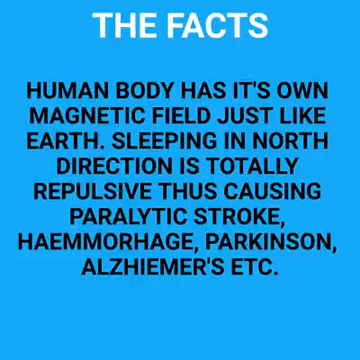 THE FACTS
HUMAN BODY HAS IT'S OWN
MAGNETIC FIELD JUST LIKE
EARTH. SLEEPING IN NORTH
DIRECTION IS TOTALLY
REPULSIVE THUS CAUSING
PARALYTIC STROKE,
HAEMMORHAGE, PARKINSON,
ALZHIEMER'S ETC.